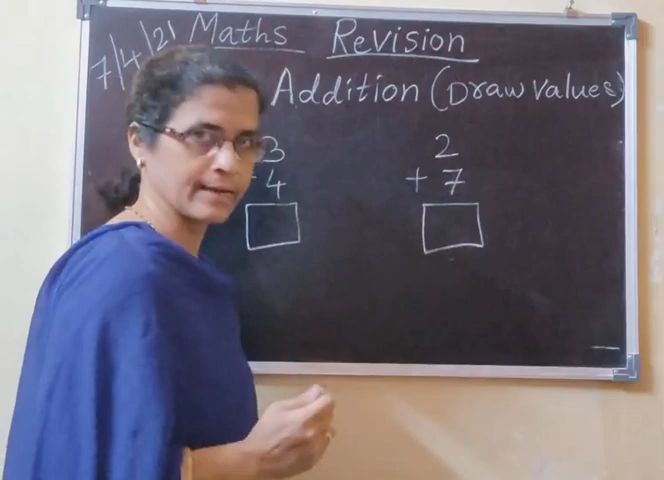 7/4/21 Maths Revision
Addition (Draw values)
3 2
4 + 7